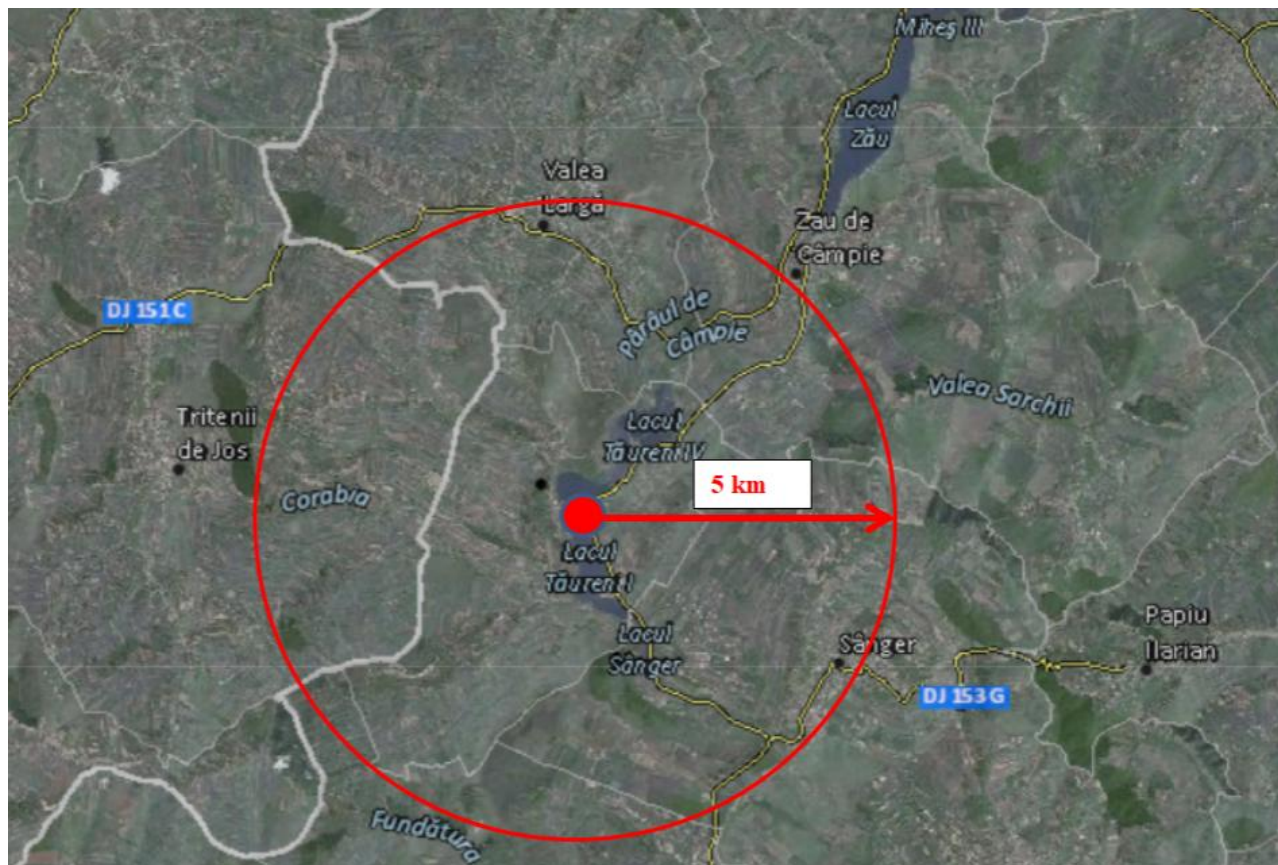 Miheş III
Lacul
Zău
Valea
Largă
Zau de
Câmpie
DJ 151C
Pârâul de
Câmpie
Valea Sarchii
Tritenii
de Jos
Lacul
Tăureni IV
5 km
Corabia
Lacul
Tăureni I
Lacul
Sânger
Sânger
Papiu
Ilarian
DJ 153G
Fundătura